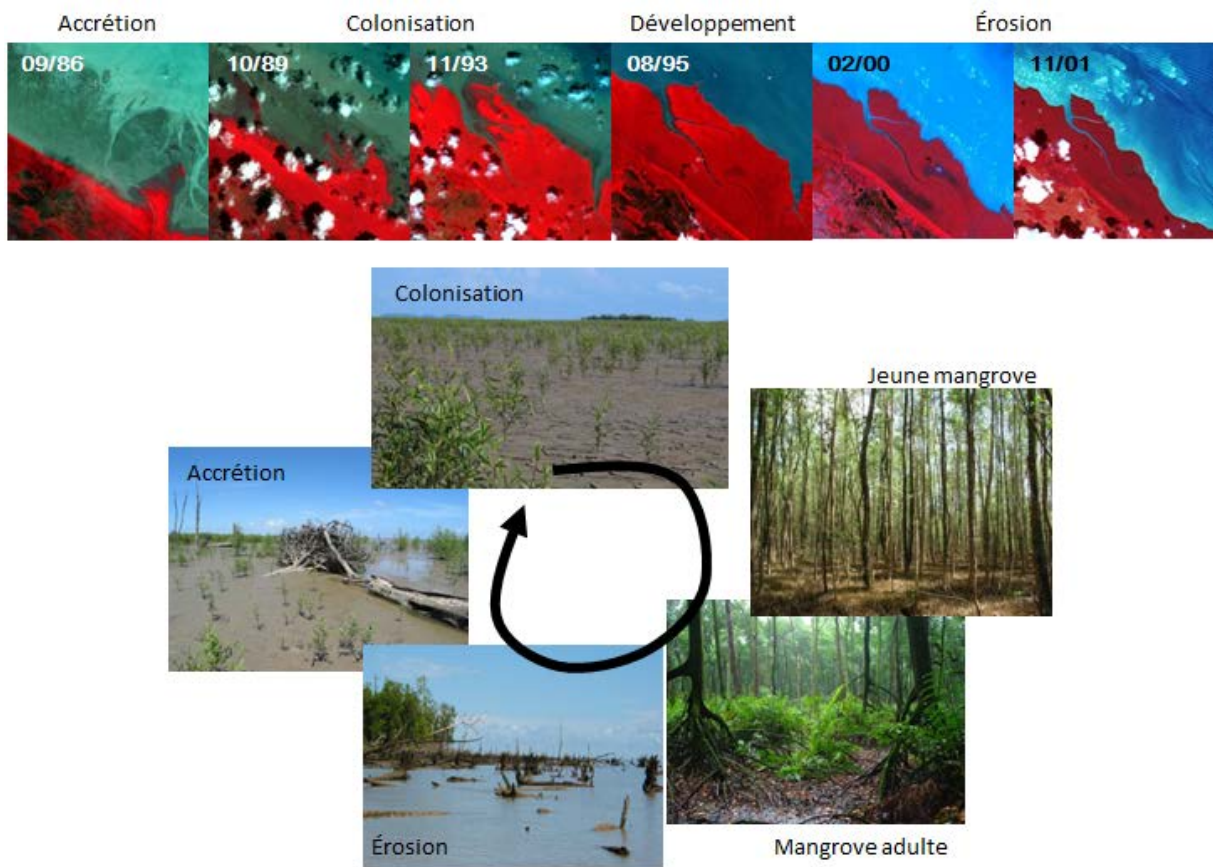 Accrétion Colonisation Développement Érosion
09/86 10/89 11/93 08/95 02/00 11/01
Colonisation
Jeune mangrove
Accrétion
Érosion
Mangrove adulte